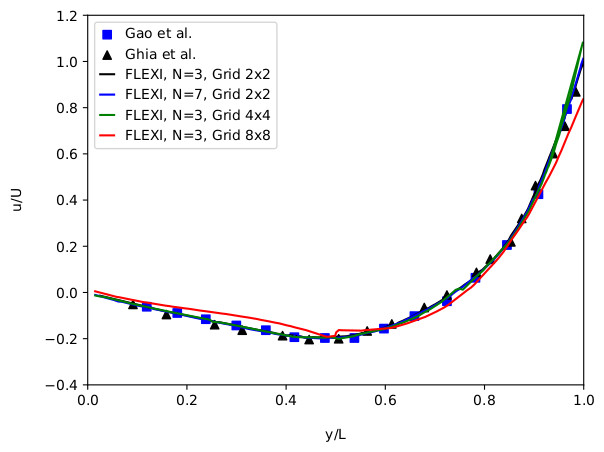 1.2
1.0
0.8
0.6
0.4
0.2
0.0
−0.2
−0.4
u/U
Gao et al.
Ghia et al.
FLEXI, N=3, Grid 2x2
FLEXI, N=7, Grid 2x2
FLEXI, N=3, Grid 4x4
FLEXI, N=3, Grid 8x8
0.0 0.2 0.4 0.6 0.8 1.0
y/L